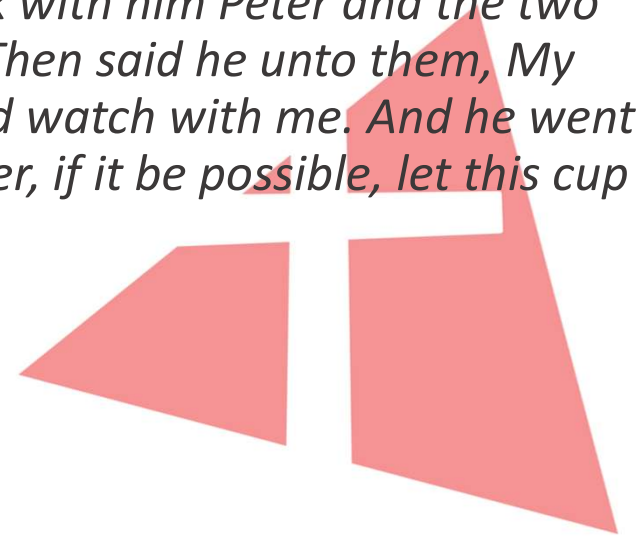 with him Peter and the two
Then said he unto them, My
watch with me. And he went
if it be possible, let this cup